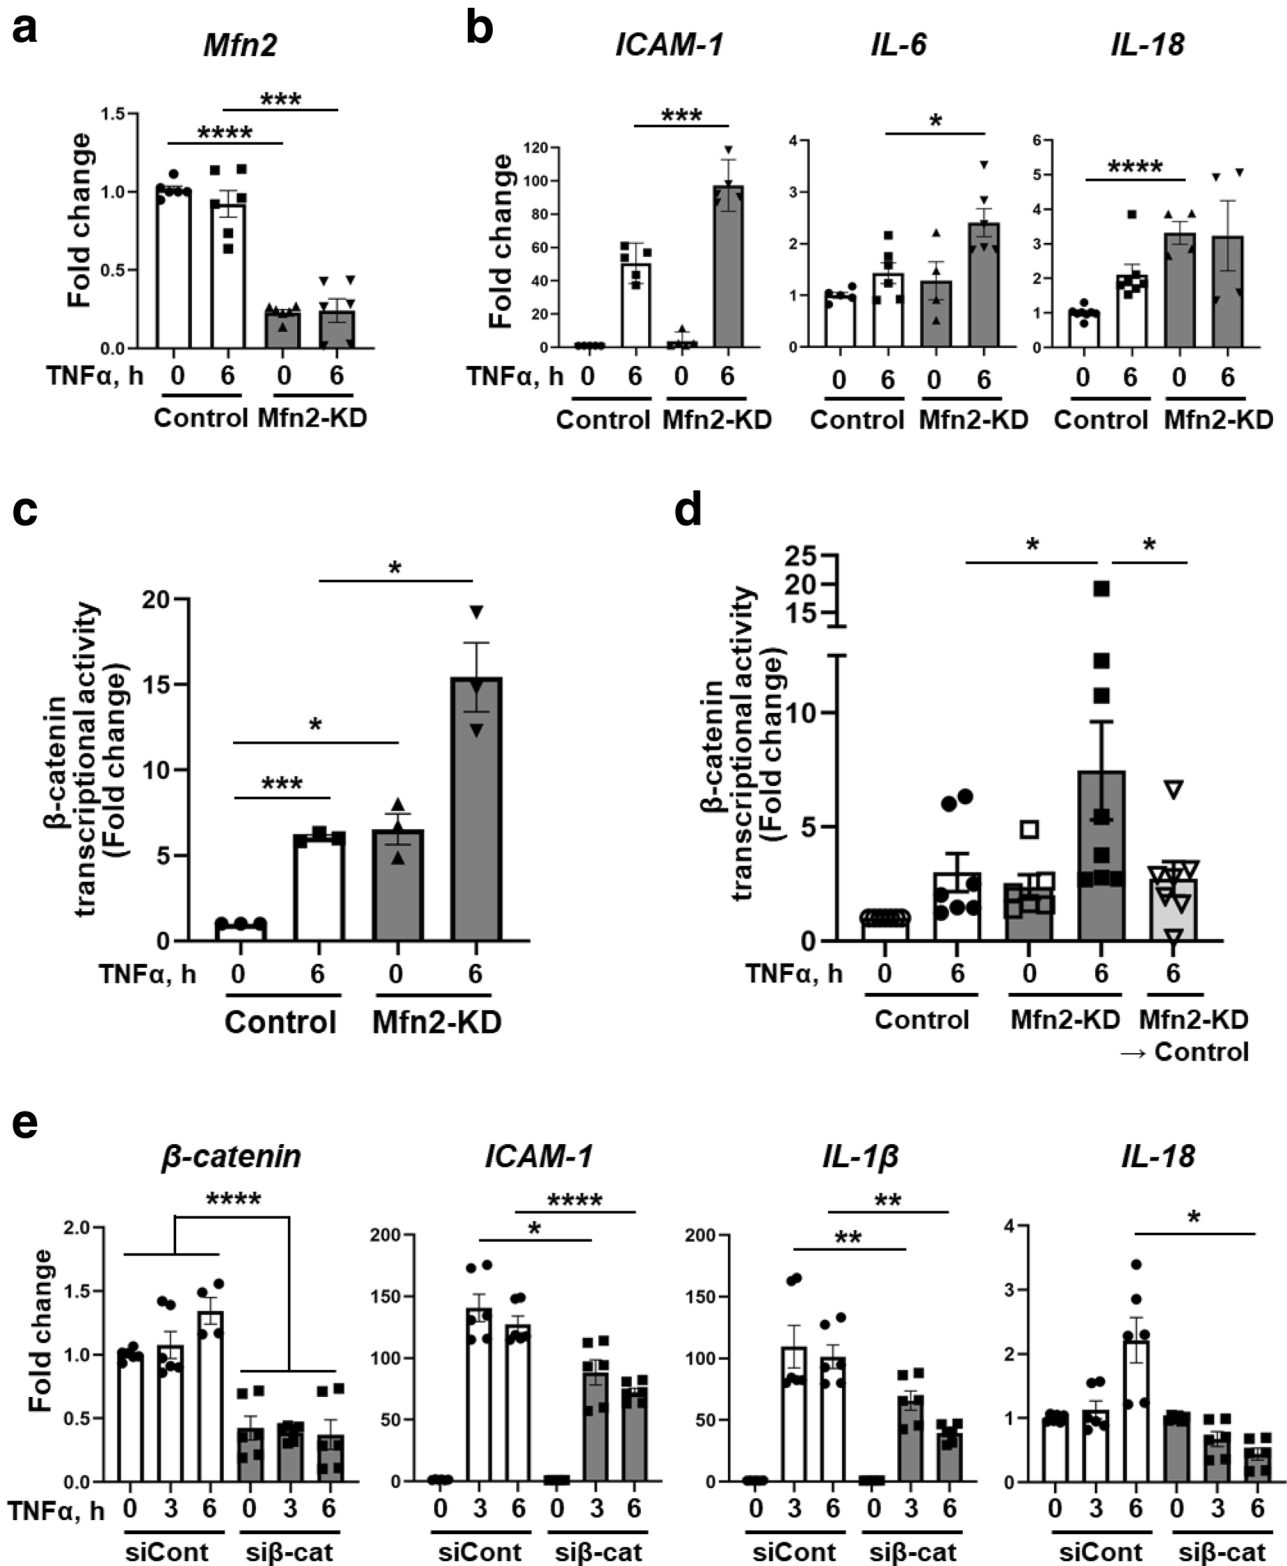 a
Mfn2
Fold change
1.5
1.0
0.5
0.0
****
***
TNFα, h 0 6 0 6
Control Mfn2-KD
b
ICAM-1
Fold change
120
100
80
60
40
20
0
***
TNFα, h 0 6 0 6
Control Mfn2-KD
IL-6
4
3
2
1
0
*
0 6 0 6
Control Mfn2-KD
IL-18
6
5
4
3
2
1
0
****
0 6 0 6
Control Mfn2-KD
c
β-catenin
transcriptional activity
(Fold change)
20
15
10
5
0
*
*
***
TNFα, h 0 6 0 6
Control Mfn2-KD
d
β-catenin
transcriptional activity
(Fold change)
25
20
15
10
5
0
* *
TNFα, h 0 6 0 6 6
Control Mfn2-KD Mfn2-KD
→ Control
e
β-catenin
Fold change
2.0
1.5
1.0
0.5
0.0
****
TNFα, h 0 3 6 0 3 6
siCont siβ-cat
ICAM-1
200
150
100
50
0
****
*
0 3 6 0 3 6
siCont siβ-cat
IL-1β
200
150
100
50
0
**
**
0 3 6 0 3 6
siCont siβ-cat
IL-18
4
3
2
1
0
*
0 3 6 0 3 6
siCont siβ-cat